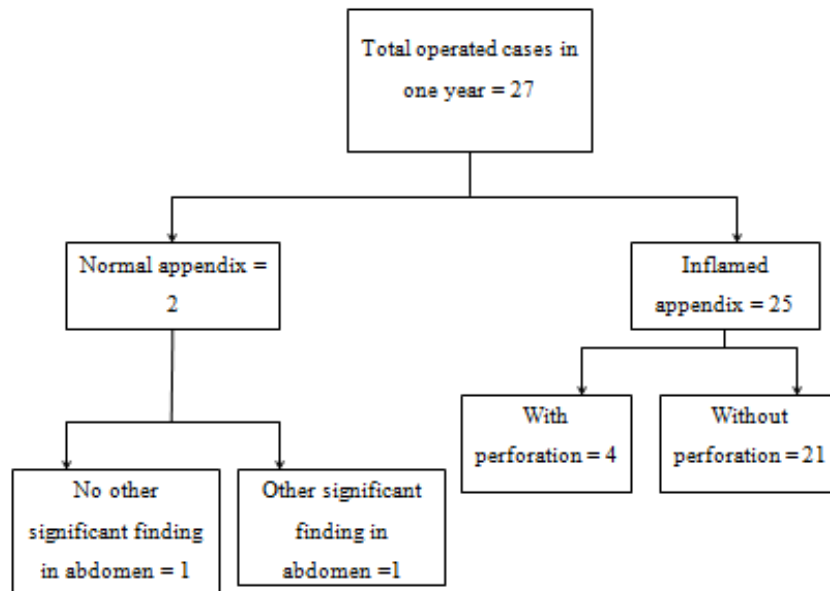 Total operated cases in
one year = 27
Normal appendix =
2
Inflamed
appendix = 25
With
perforation = 4
Without
perforation = 21
No other
significant finding
in abdomen = 1
Other significant
finding in
abdomen =1